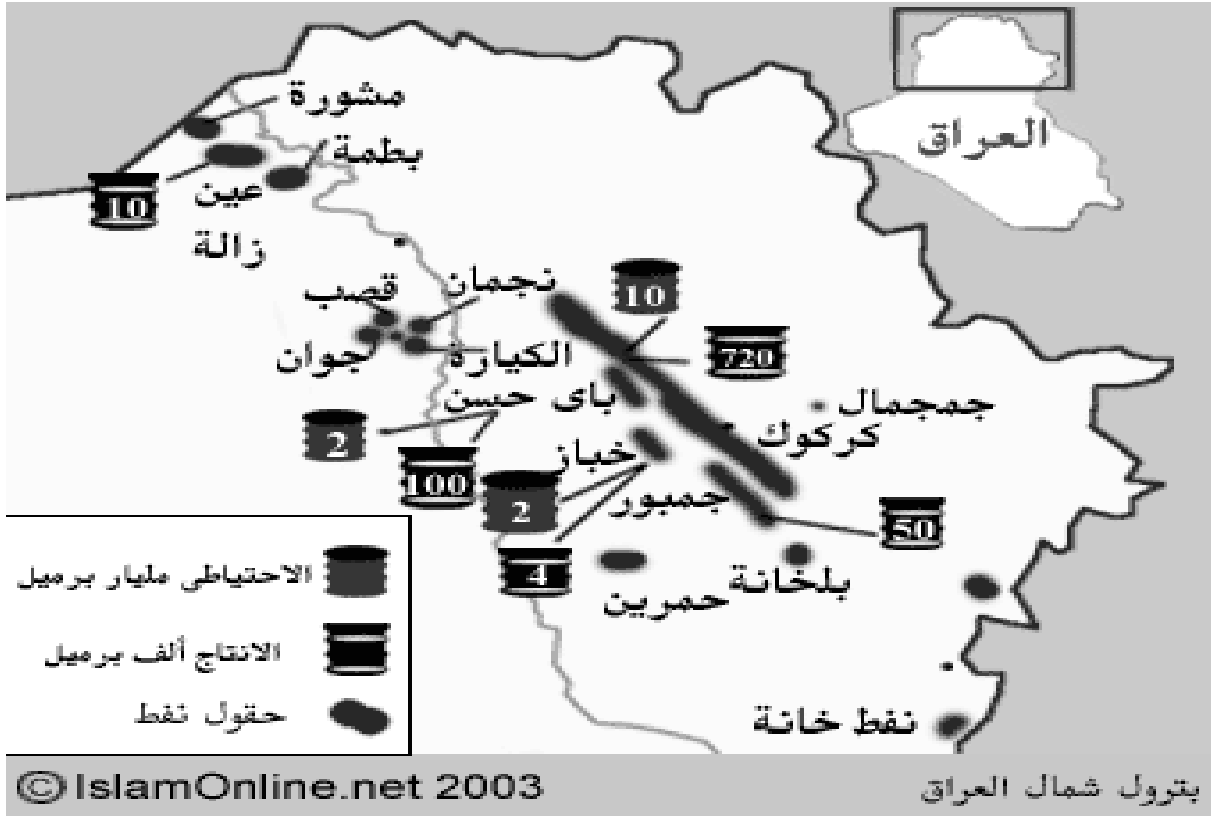 العراق
مشورة
بطمة
10
عين
زالة
نجمان
قصب
10
الكيارة
جوان
720
باى حسن
جمجمال
كركوك
2
خباز
100
جمبور
2
50
4
بلخانة
حمرين
نفط خانة
الاحتياطى مليار برميل
الانتاج ألف برميل
حقول نفط
© IslamOnline.net 2003
بترول شمال العراق